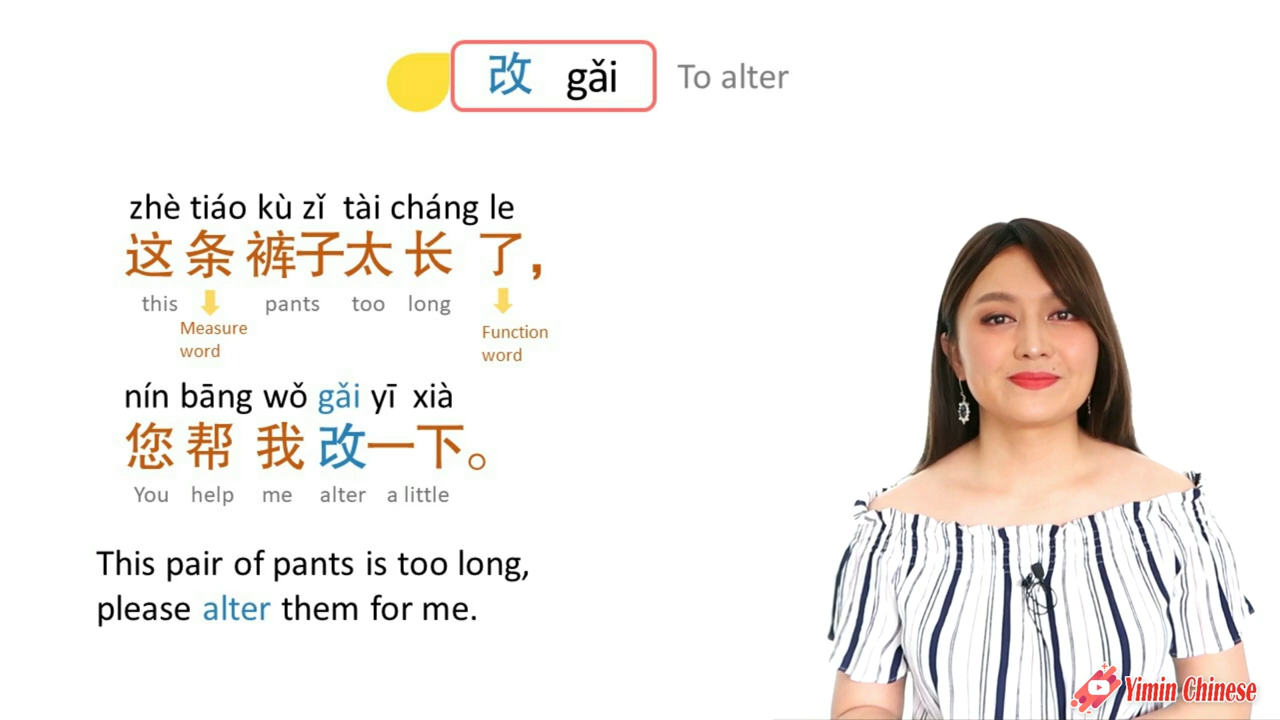 改 gǎi To alter
zhè tiáo kù zǐ tài cháng le
这条裤子太长了，
this pants too long
Measure word
Function word
nín bāng wǒ gǎi yī xià
您帮我改一下。
You help me alter a little
This pair of pants is too long,
please alter them for me.
Yimin Chinese